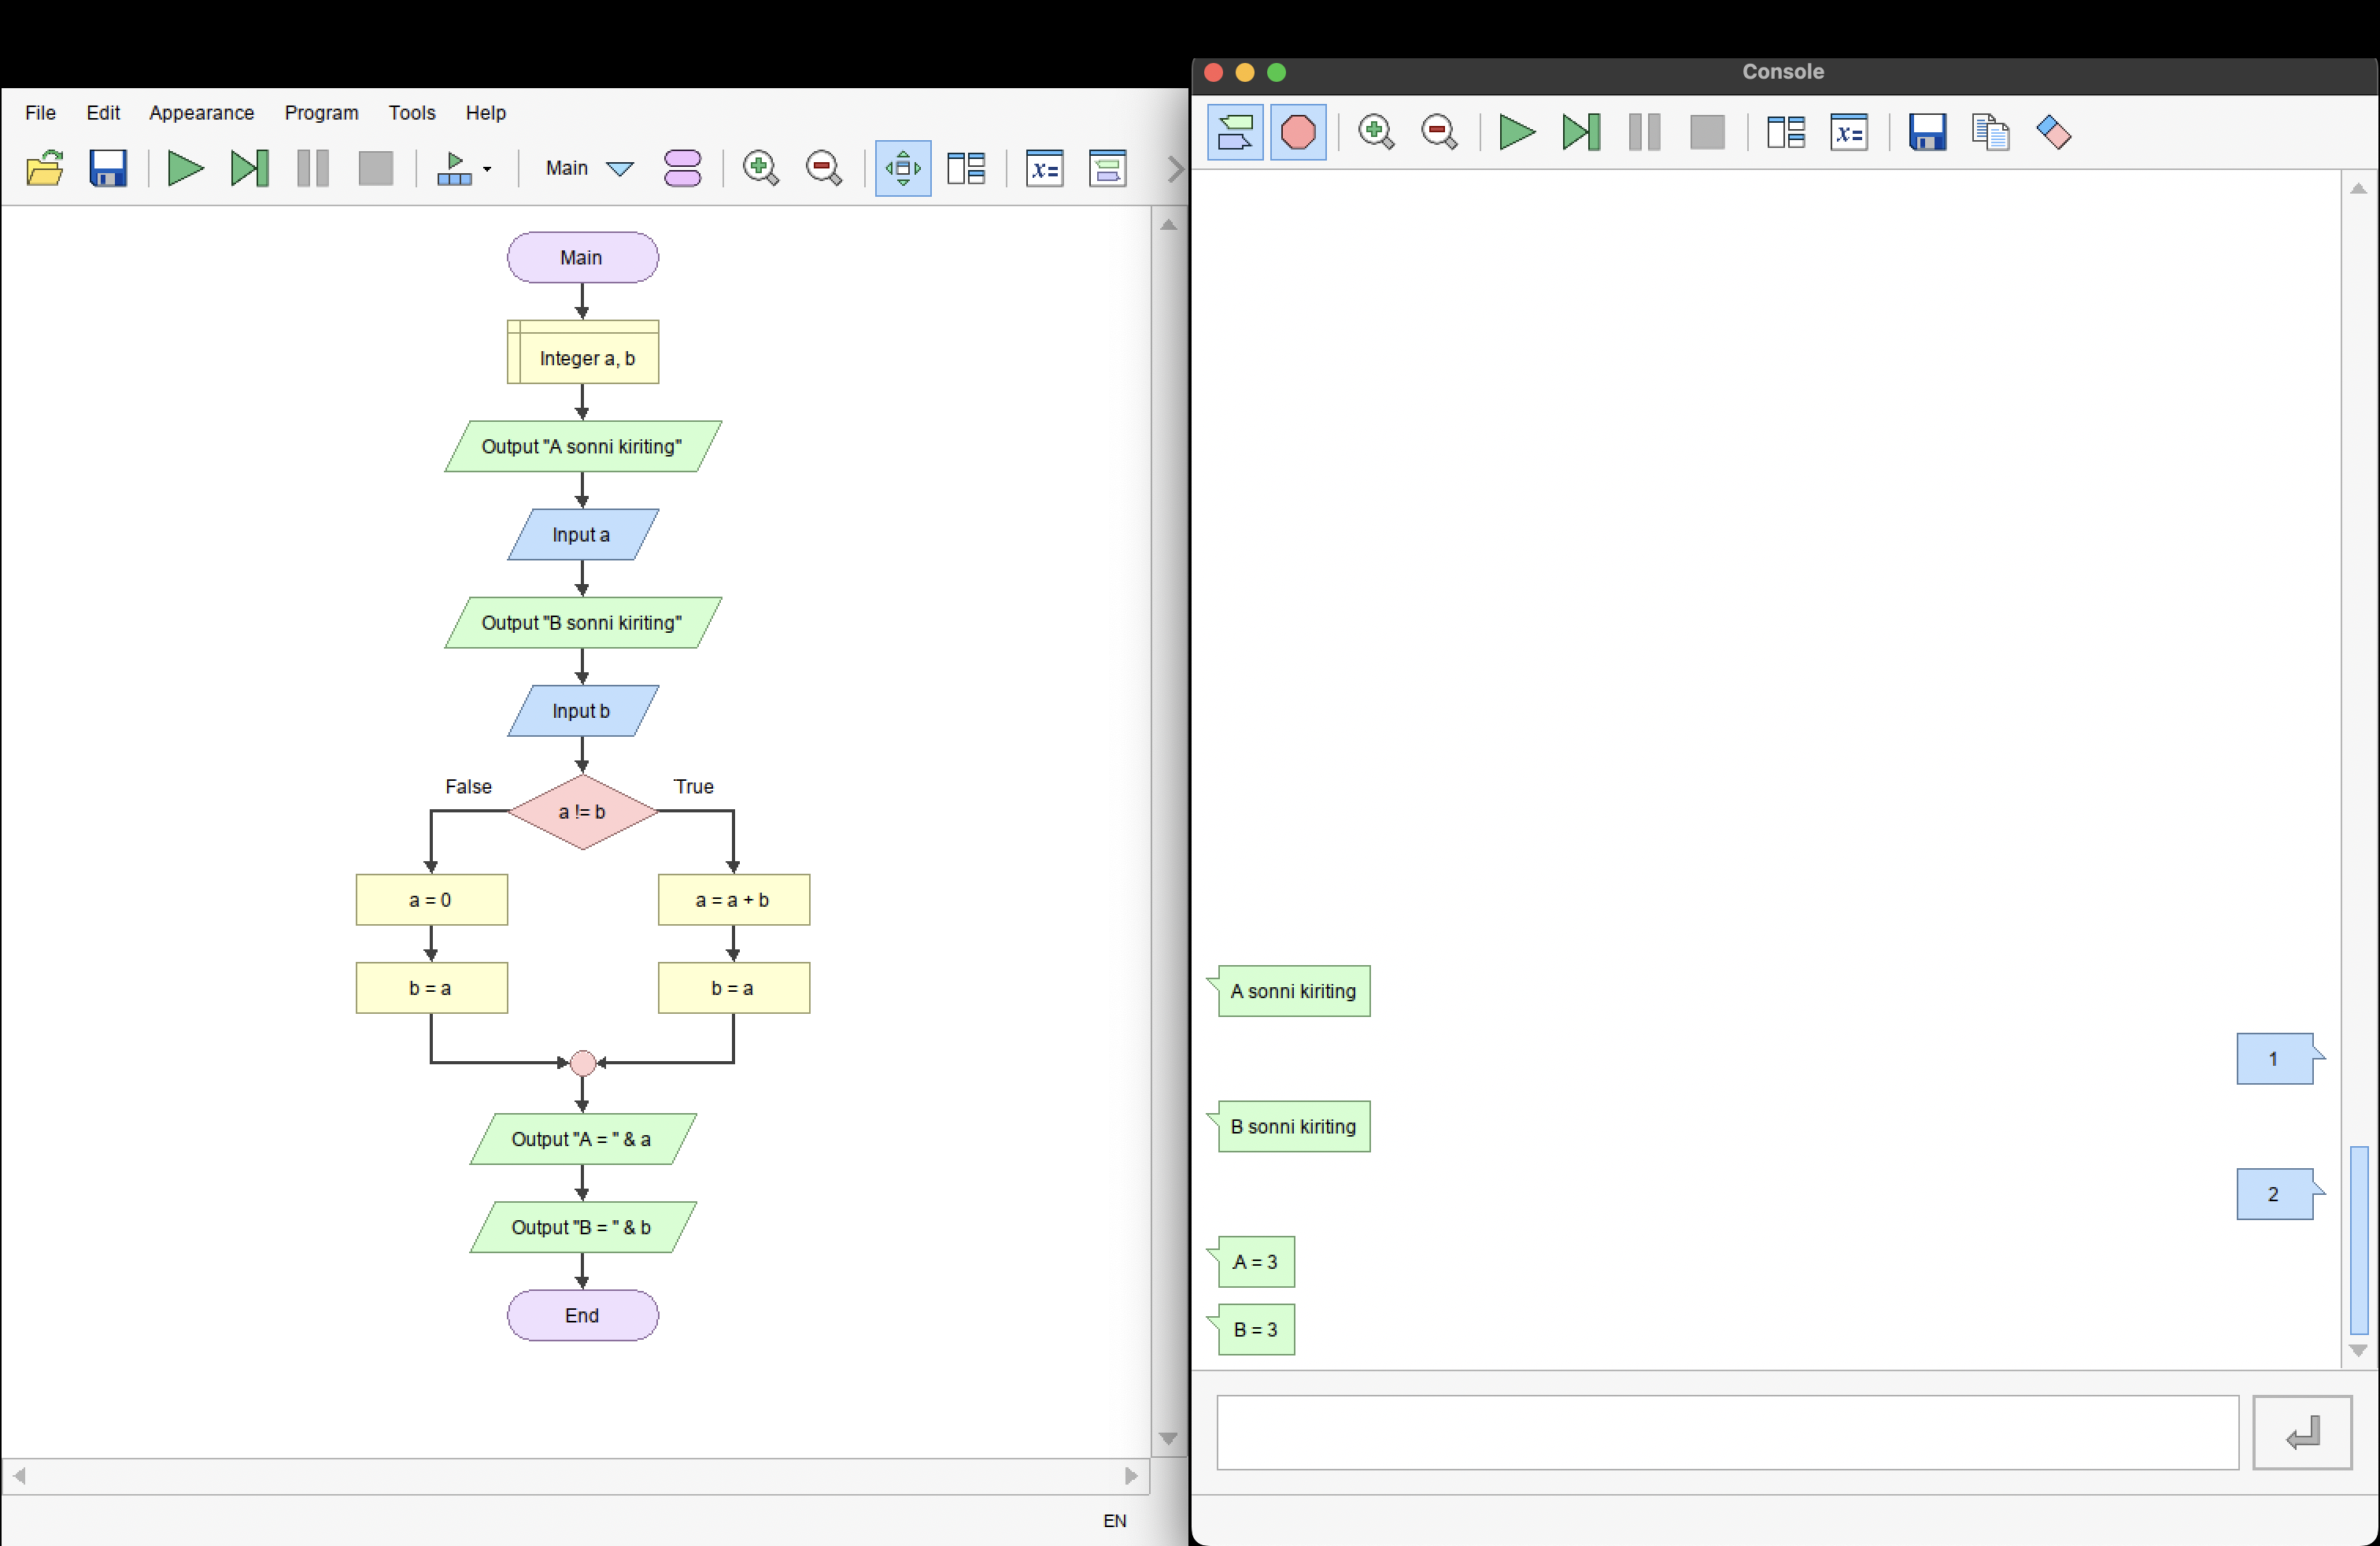 File Edit Appearance Program Tools Help
Main
x=
Main
Integer a, b
Output "A sonni kiriting"
Input a
Output "B sonni kiriting"
Input b
False
True
a != b
a = 0
a = a + b
b = a
b = a
Output "A = " & a
Output "B = " & b
End
EN
Console
x=
A sonni kiriting
1
B sonni kiriting
2
A = 3
B = 3